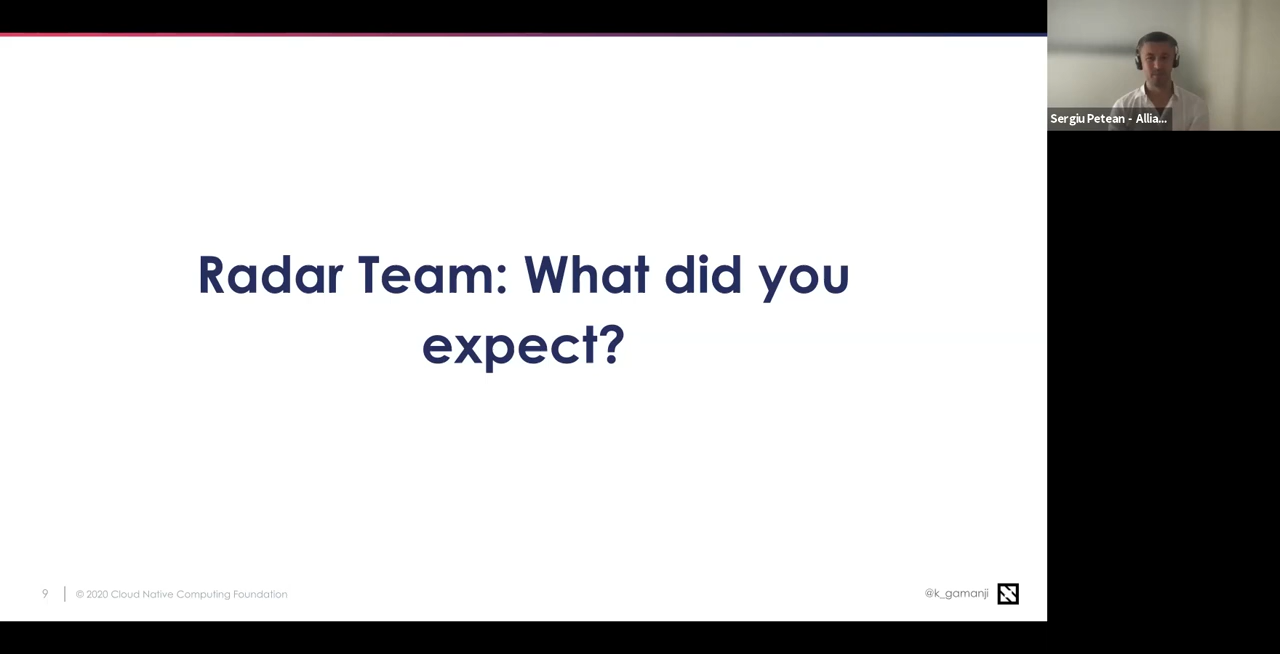 Sergiu Petean - Allia...
Radar Team: What did you
expect?
9
© 2020 Cloud Native Computing Foundation
@k_gamanji